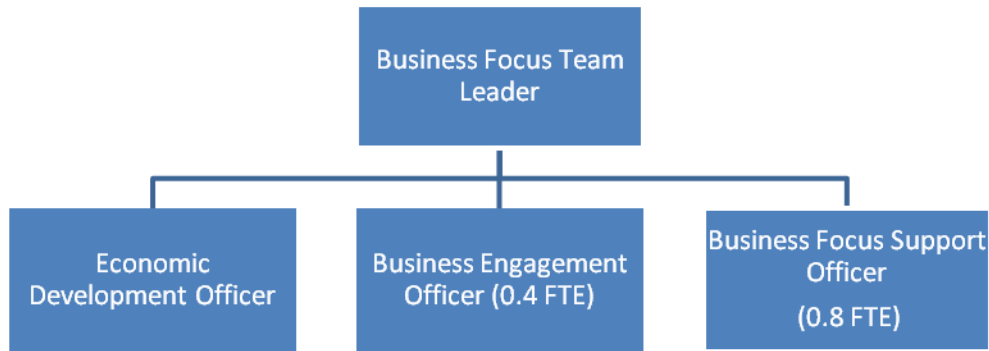 Business Focus Team
Leader
Economic
Development Officer
Business Engagement
Officer (0.4 FTE)
Business Focus Support
Officer
(0.8 FTE)